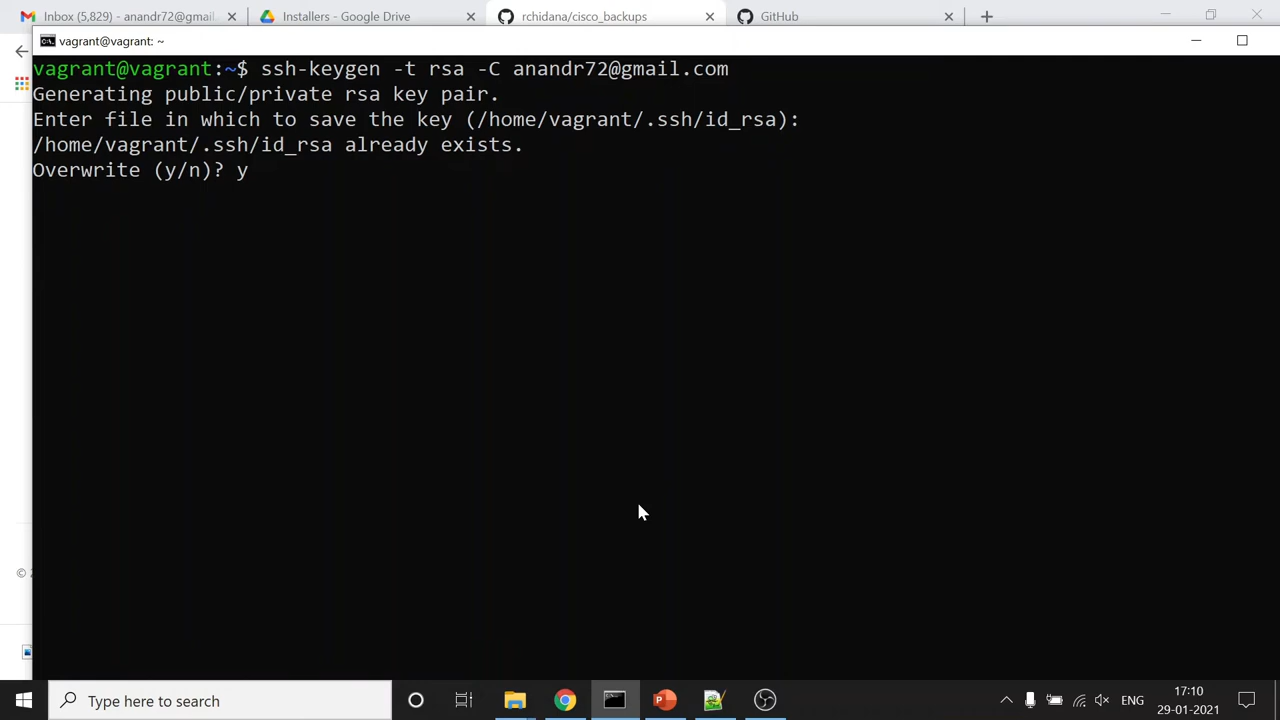 Inbox (5,829) - anandr72@gmail.
Installers - Google Drive
rchidana/cisco_backups
GitHub
vagrant@vagrant: ~
vagrant@vagrant:~$ ssh-keygen -t rsa -C anandr72@gmail.com
Generating public/private rsa key pair.
Enter file in which to save the key (/home/vagrant/.ssh/id_rsa):
/home/vagrant/.ssh/id_rsa already exists.
Overwrite (y/n)? y
©
Type here to search
ENG
17:10
29-01-2021